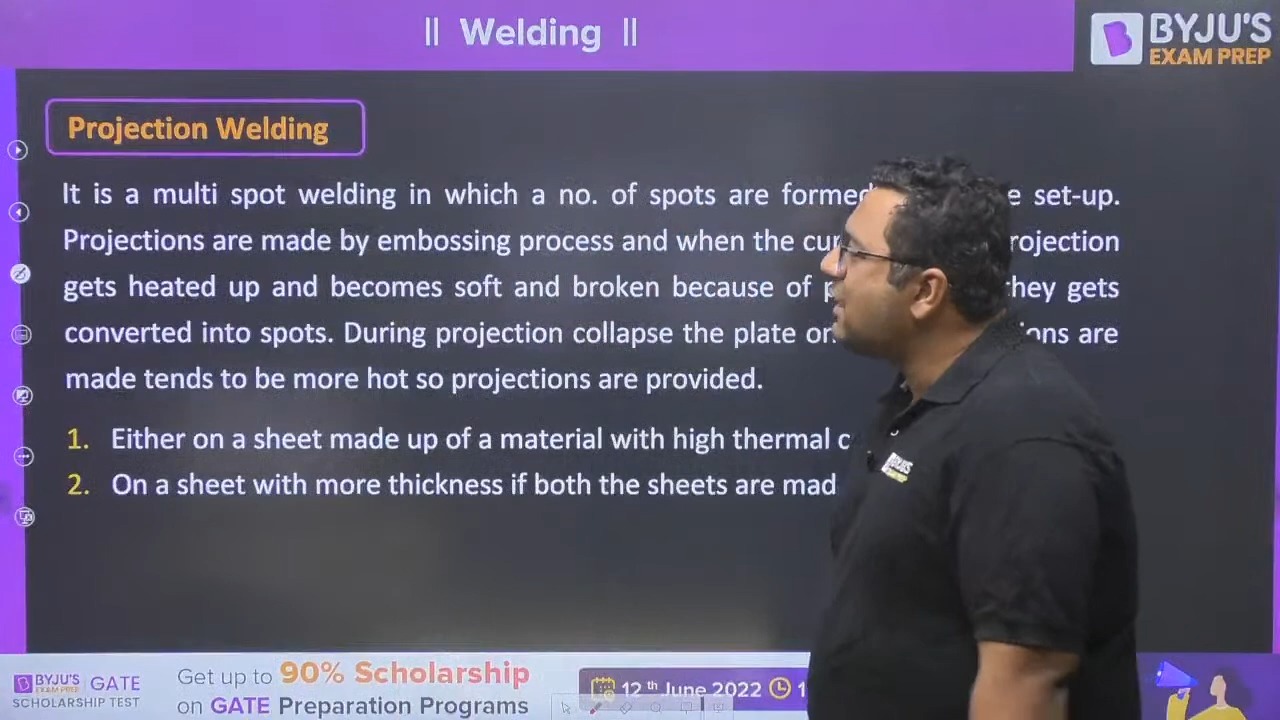 || Welding ||
BYJU'S
EXAM PREP
Projection Welding
It is a multi spot welding in which a no. of spots are formed set-up.
Projections are made by embossing process and when the
gets heated up and becomes soft and broken because of they gets
converted into spots. During projection collapse the plate are
made tends to be more hot so projections are provided.
1. Either on a sheet made up of a material with high thermal
2. On a sheet with more thickness if both the sheets are
BYJU'S
BYJU'S GATE
EXAM PREP
SCHOLARSHIP TEST
Get up to 90% Scholarship
on GATE Preparation Programs
12 th June 2022